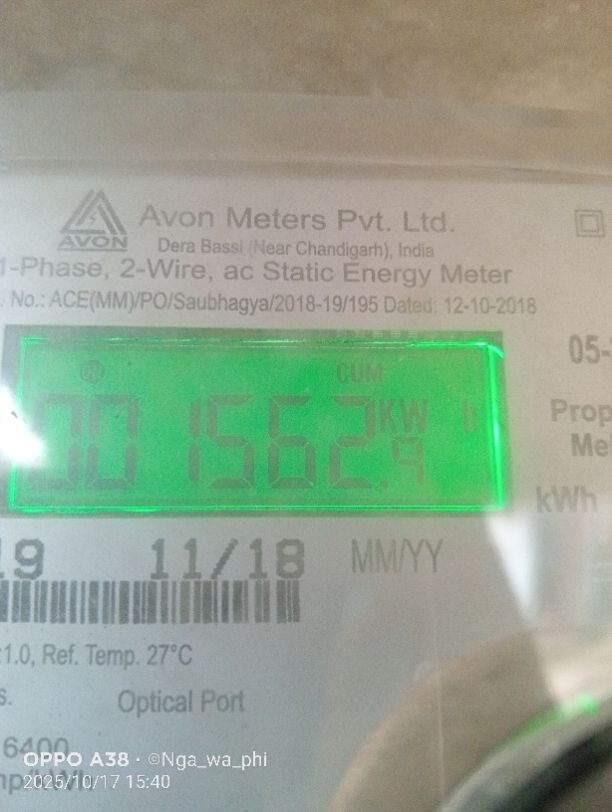 AVON
Avon Meters Pvt. Ltd.
Dera Bassi (Near Chandigarh), India
1-Phase, 2-Wire, ac Static Energy Meter
. No.: ACE(MM)/PO/Saubhagya/2018-19/195 Dated: 12-10-2018
05-
CUM
001562.9 KW h
Prop
Me
kWh
19 11/18 MM/YY
:1.0, Ref. Temp. 27°C
s. Optical Port
6400
OPPO A38 · ©Nga_wa_phi
2025/10/17 15:40